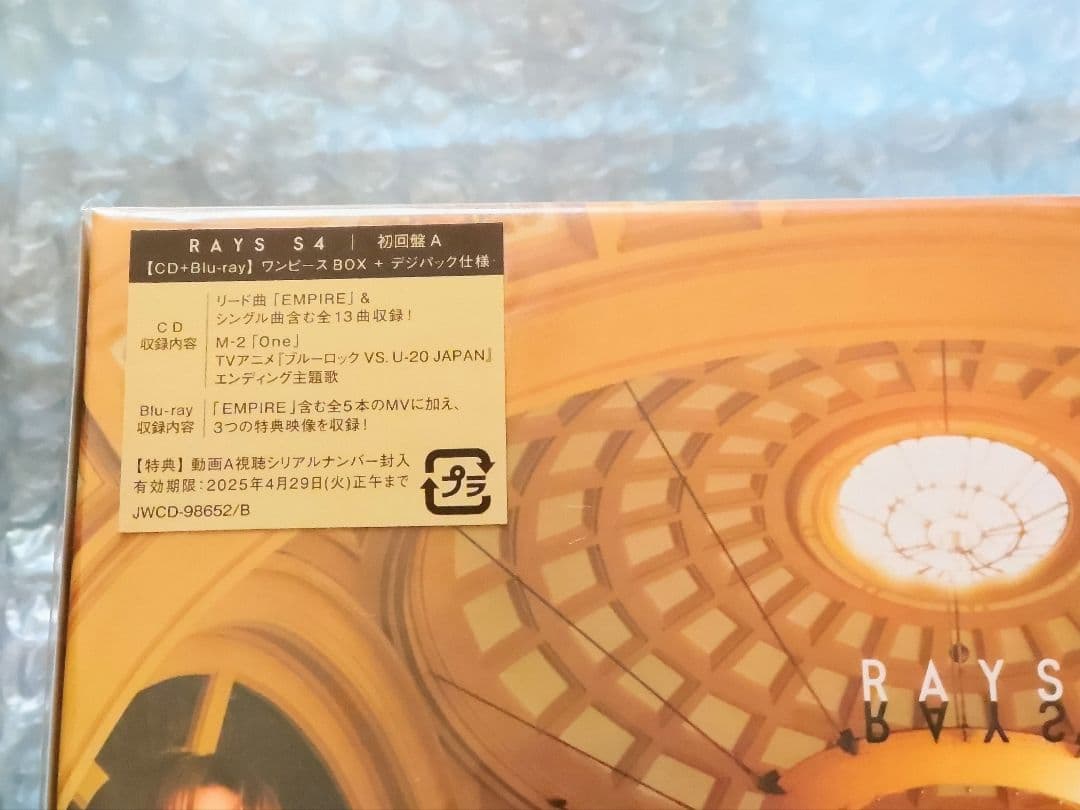 RAYS S4 | 初回盤A
【CD+Blu-ray】ワンピースBOX + デジパック仕様
CD
収録内容
リード曲「EMPIRE」&
シングル曲含む全13曲収録!
M-2「One」
TVアニメ『ブルーロック VS. U-20 JAPAN』
エンディング主題歌
Blu-ray
収録内容
「EMPIRE」含む全5本のMVに加え、
3つの特典映像を収録!
【特典】動画A視聴シリアルナンバー封入
有効期限:2025年4月29日(火)正午まで
プラ
JWCD-98652/B
RAYS
RAYS